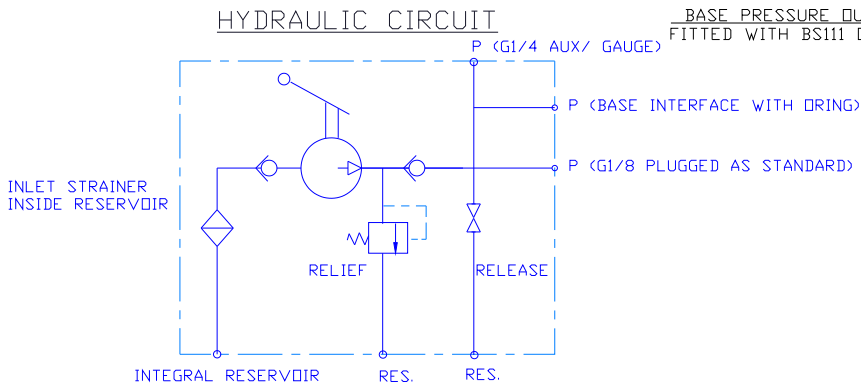 HYDRAULIC CIRCUIT
BASE PRESSURE
FITTED WITH BS111
P (G1/4 AUX/ GAUGE)
P (BASE INTERFACE WITH ORING)
P (G1/8 PLUGGED AS STANDARD)
INLET STRAINER
INSIDE RESERVOIR
RELIEF
RELEASE
INTEGRAL RESERVOIR
RES.
RES.